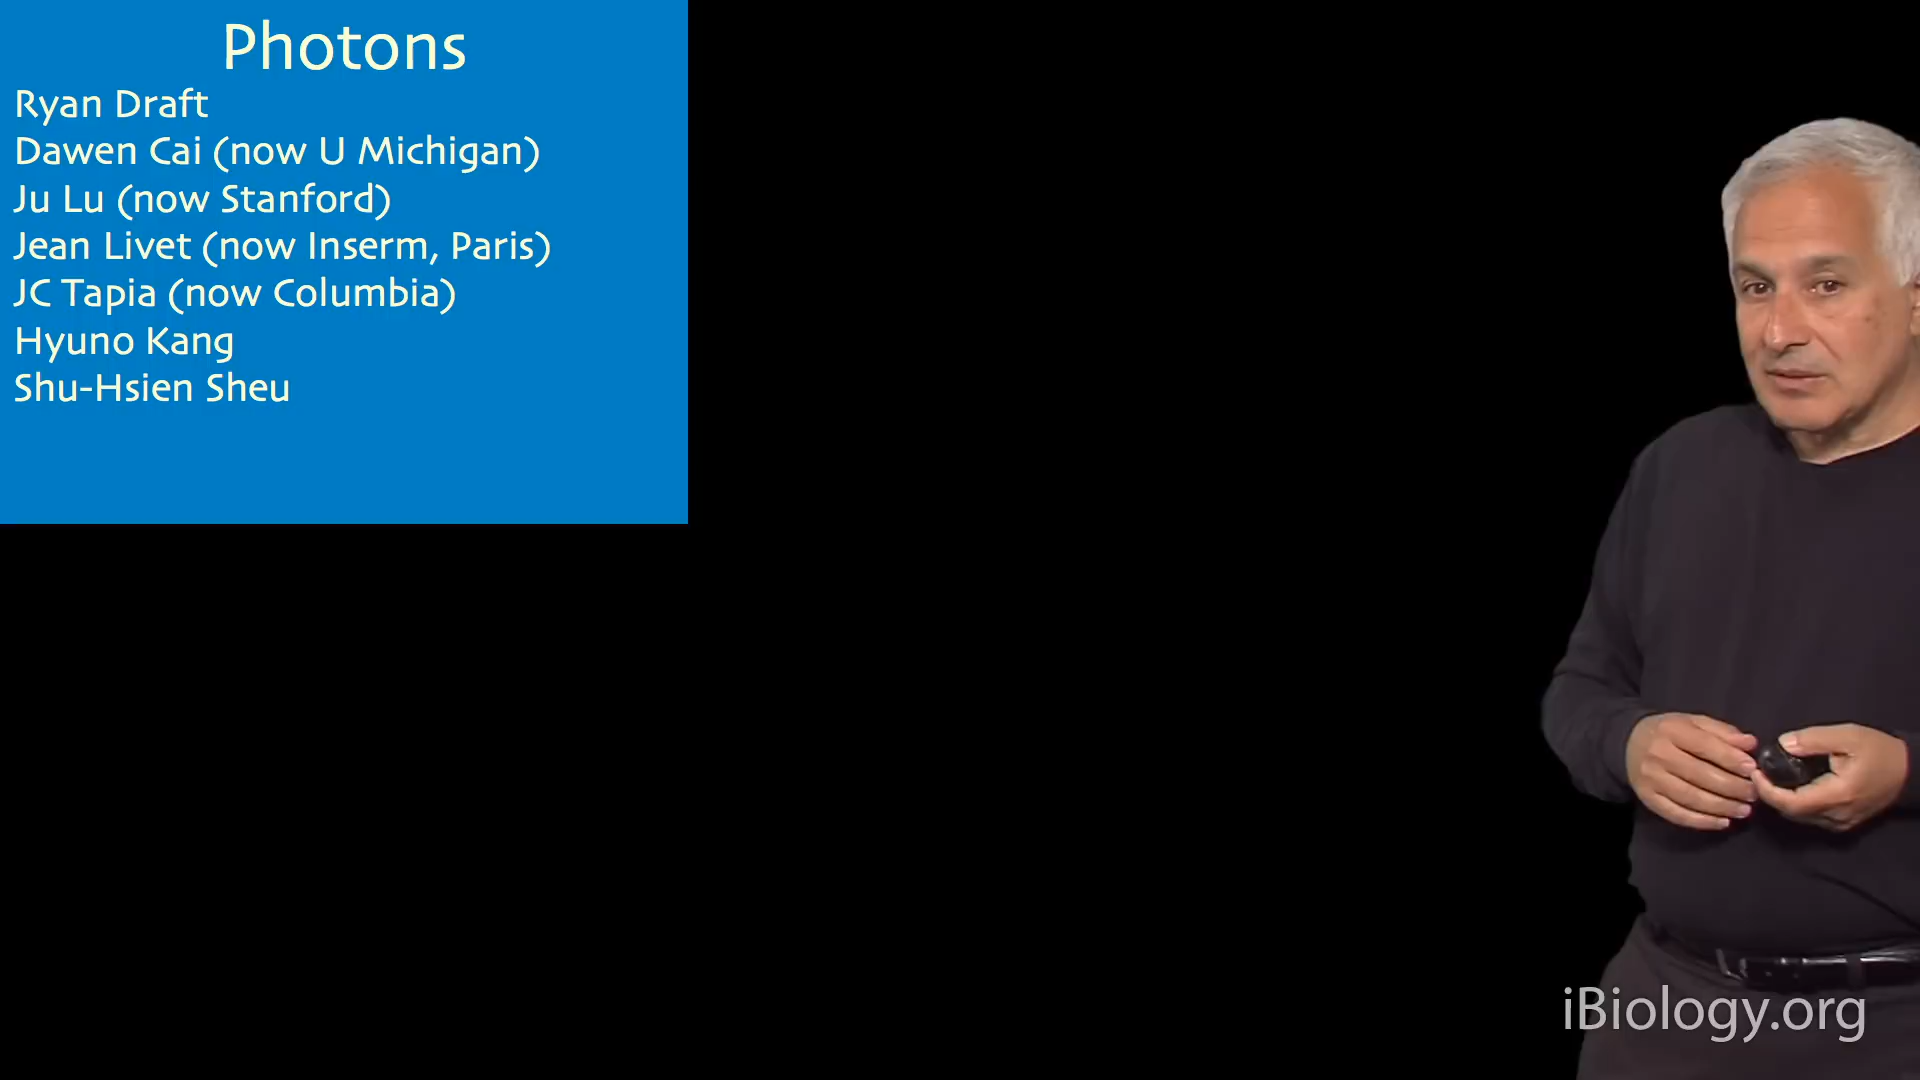 Photons
Ryan Draft
Dawen Cai (now U Michigan)
Ju Lu (now Stanford)
Jean Livet (now Inserm, Paris)
JC Tapia (now Columbia)
Hyuno Kang
Shu-Hsien Sheu
iBiology.org